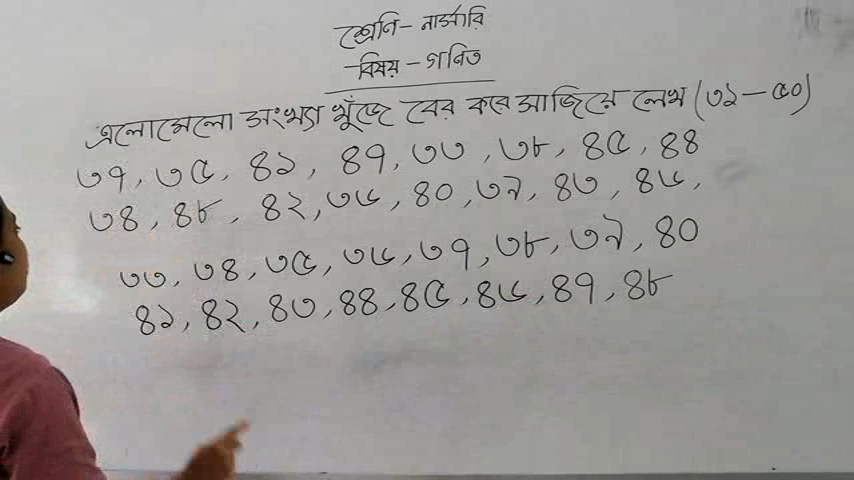 শ্রেনি - নার্সারি
বিষয় - গনিত
এলোমেলো সংখ্যা খুঁজে বের করে সাজিয়ে লেখ (৩১ - ৫০)
৩৭, ৩৫, ৪১, ৪৭, ৩৩, ৩৮, ৪৫, ৪৪
৩৪, ৪৮, ৪২, ৩৬, ৪০, ৩৯, ৪৩, ৪৬,
৩৩, ৩৪, ৩৫, ৩৬, ৩৭, ৩৮, ৩৯, ৪০
৪১, ৪২, ৪৩, ৪৪, ৪৫, ৪৬, ৪৭, ৪৮